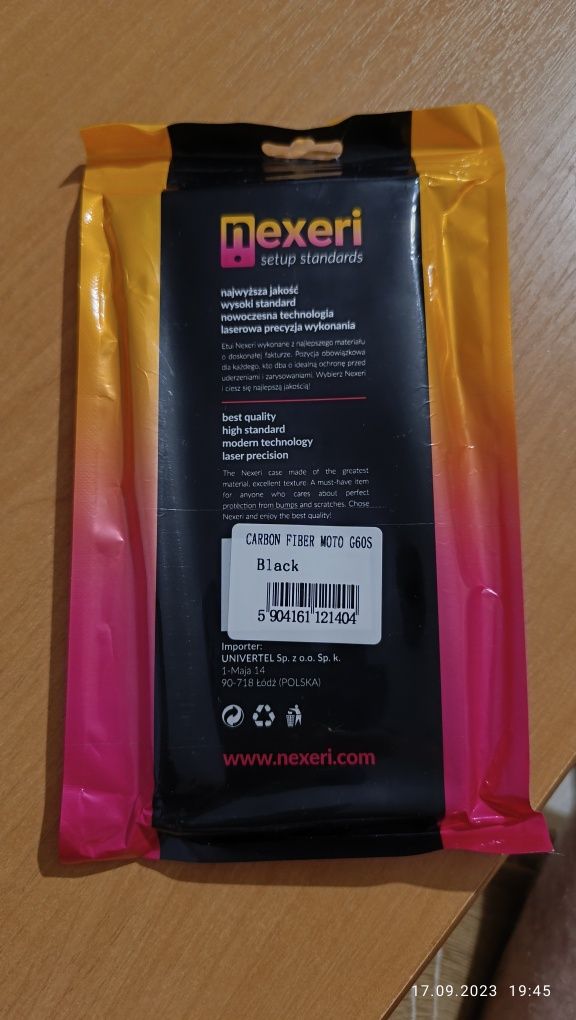 nexeri
setup standards
najwyższa jakość
wysoki standard
nowoczesna technologia
laserowa precyzja wykonania
Etui Nexeri wykonane z najlepszego materiału
o doskonałej fakturze. Pozycja obowiązkowa
dla każdego, kto dba o idealną ochronę przed
uderzeniami i zarysowaniami. Wybierz Nexeri
i ciesz się najlepszą jakością!
best quality
high standard
modern technology
laser precision
The Nexeri case made of the greatest
material, excellent texture. A must-have item
for anyone who cares about perfect
protection from bumps and scratches. Chose
Nexeri and enjoy the best quality!
CARBON FIBER MOTO G60S
Black
5 904161 121404
Importer:
UNIVERTEL Sp. z o.o. Sp. k.
1-Maja 14
90-718 Łódź (POLSKA)
www.nexeri.com
17.09.2023 19:45